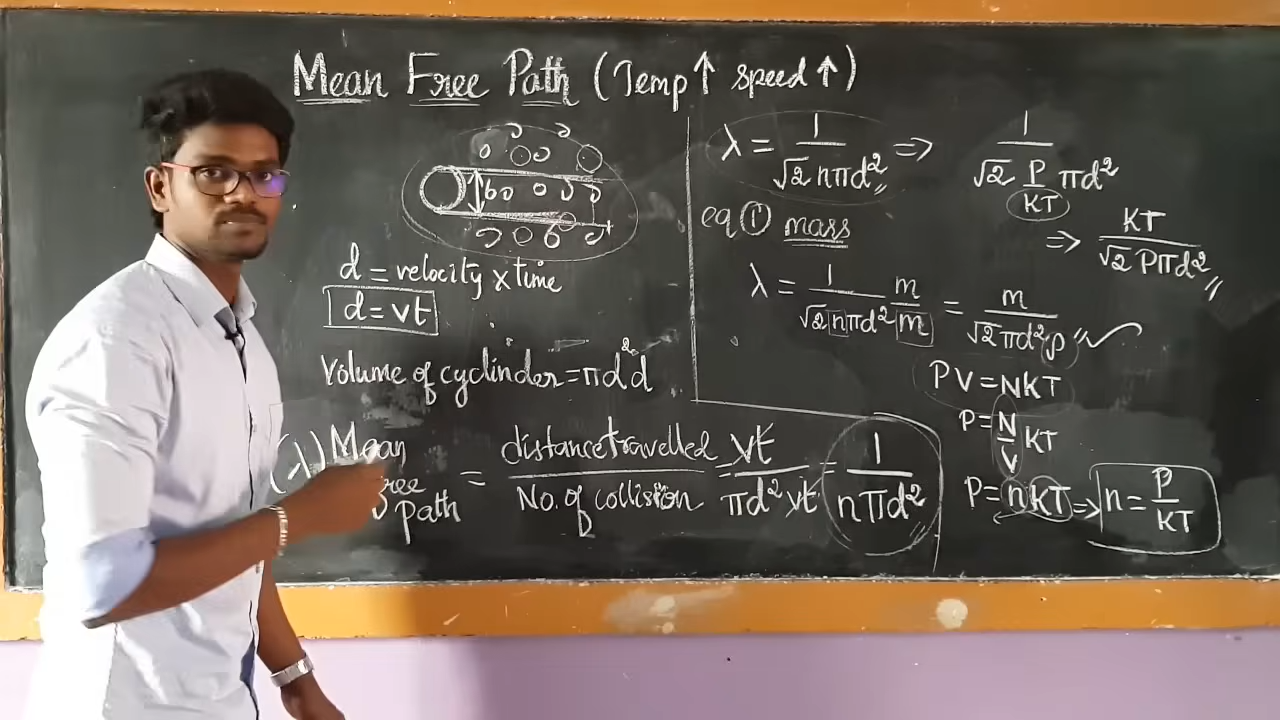 Mean Free Path (Temp ↑ speed ↑)
d = velocity x time
d = vt
Volume of cyclinder = πd²d
(λ) Mean Free Path = distance travelled / No. of collision = vt / πd² vt = 1 / nπd²
λ = 1 / √2 nπd² => 1 / √2 P/KT πd²
=> KT / √2 Pπd²
eq ① mass
λ = 1 / √2 nπd² m / m = m / √2 πd² ρ
PV = NKT
P = N/V KT
P = nKT => n = P / KT